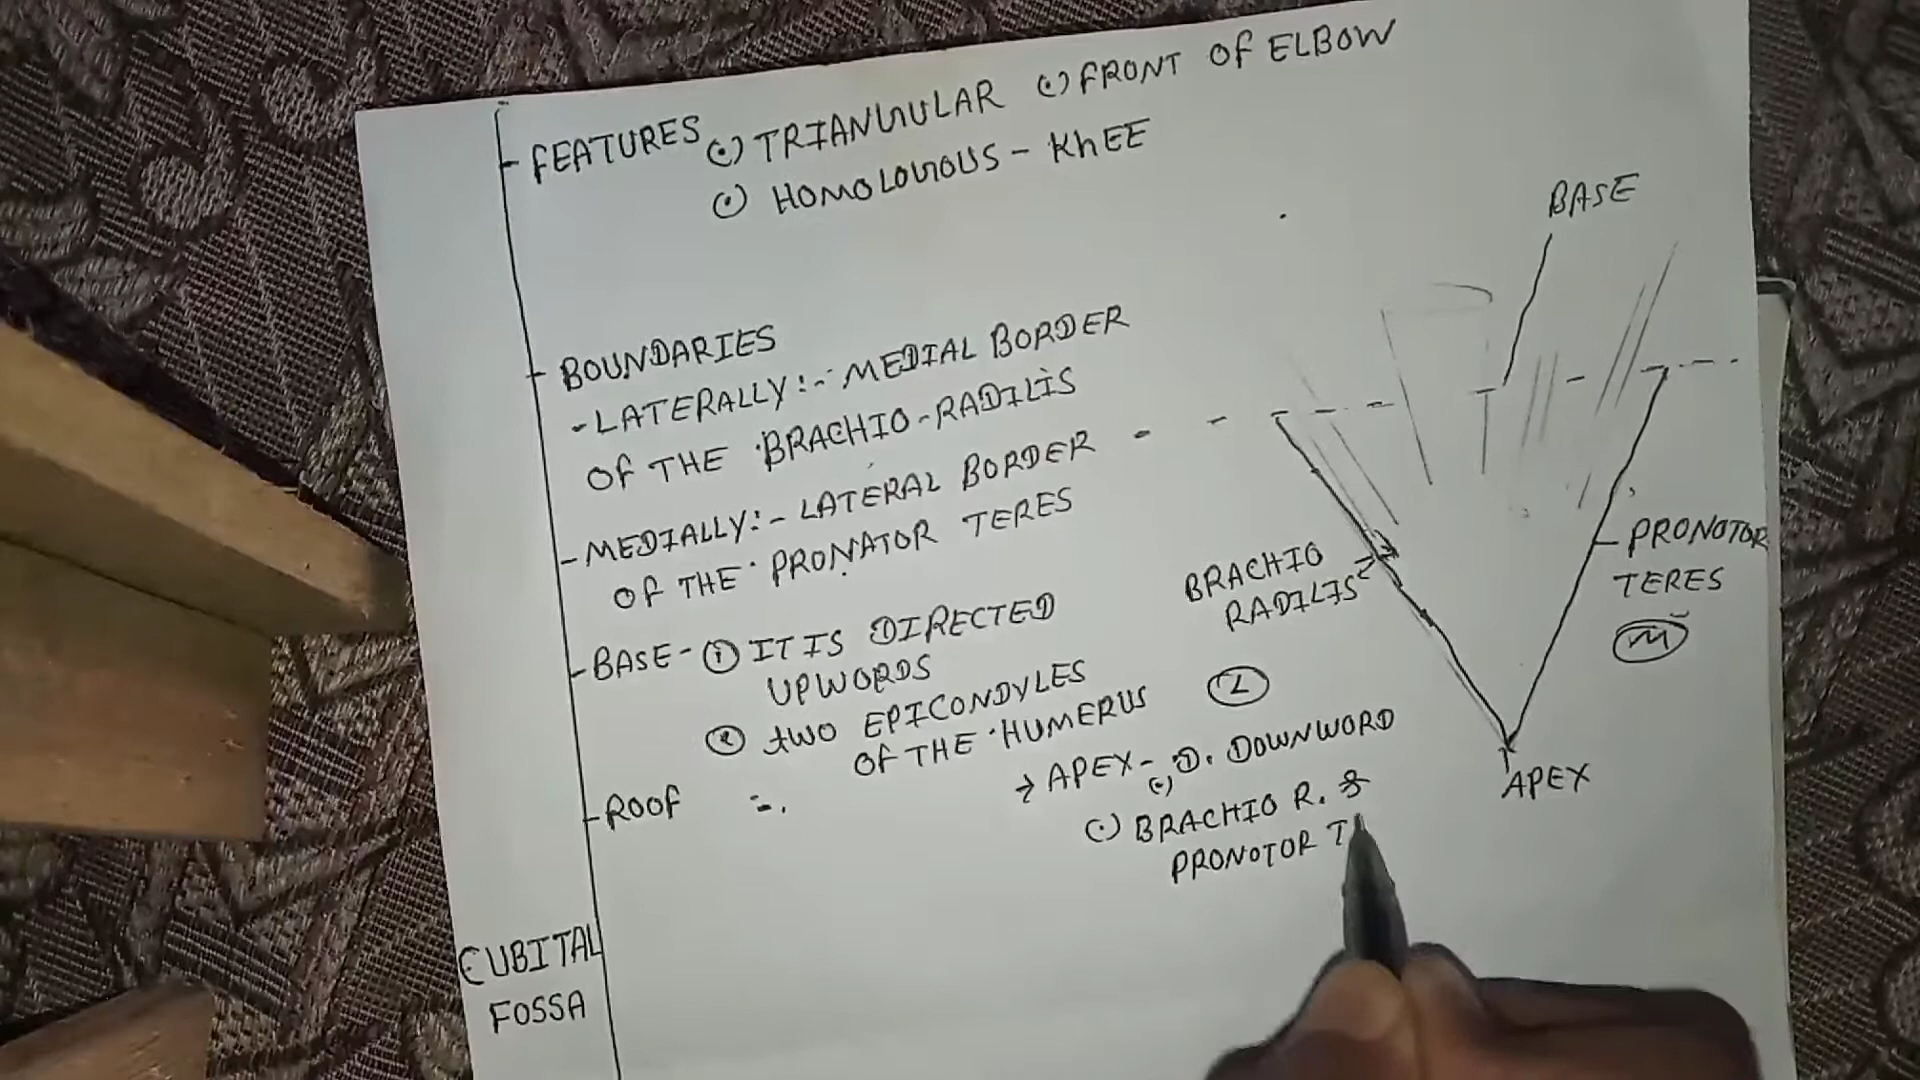 FEATURES (•) TRIANGULAR (•) FRONT OF ELBOW
(•) HOMOLOGOUS - KNEE
BOUNDARIES
- LATERALLY:- MEDIAL BORDER
OF THE BRACHIO-RADILIS
- MEDIALLY:- LATERAL BORDER
OF THE PRONATOR TERES
BASE - ① IT IS DIRECTED
UPWORDS
② TWO EPICONDYLES
OF THE HUMERUS
ROOF :-
→ APEX - (•) DOWNWORD
(•) BRACHIO R. &
PRONOTOR T
CUBITAL
FOSSA
BASE
BRACHIO
RADILIS
L
PRONOTOR
TERES
M
APEX